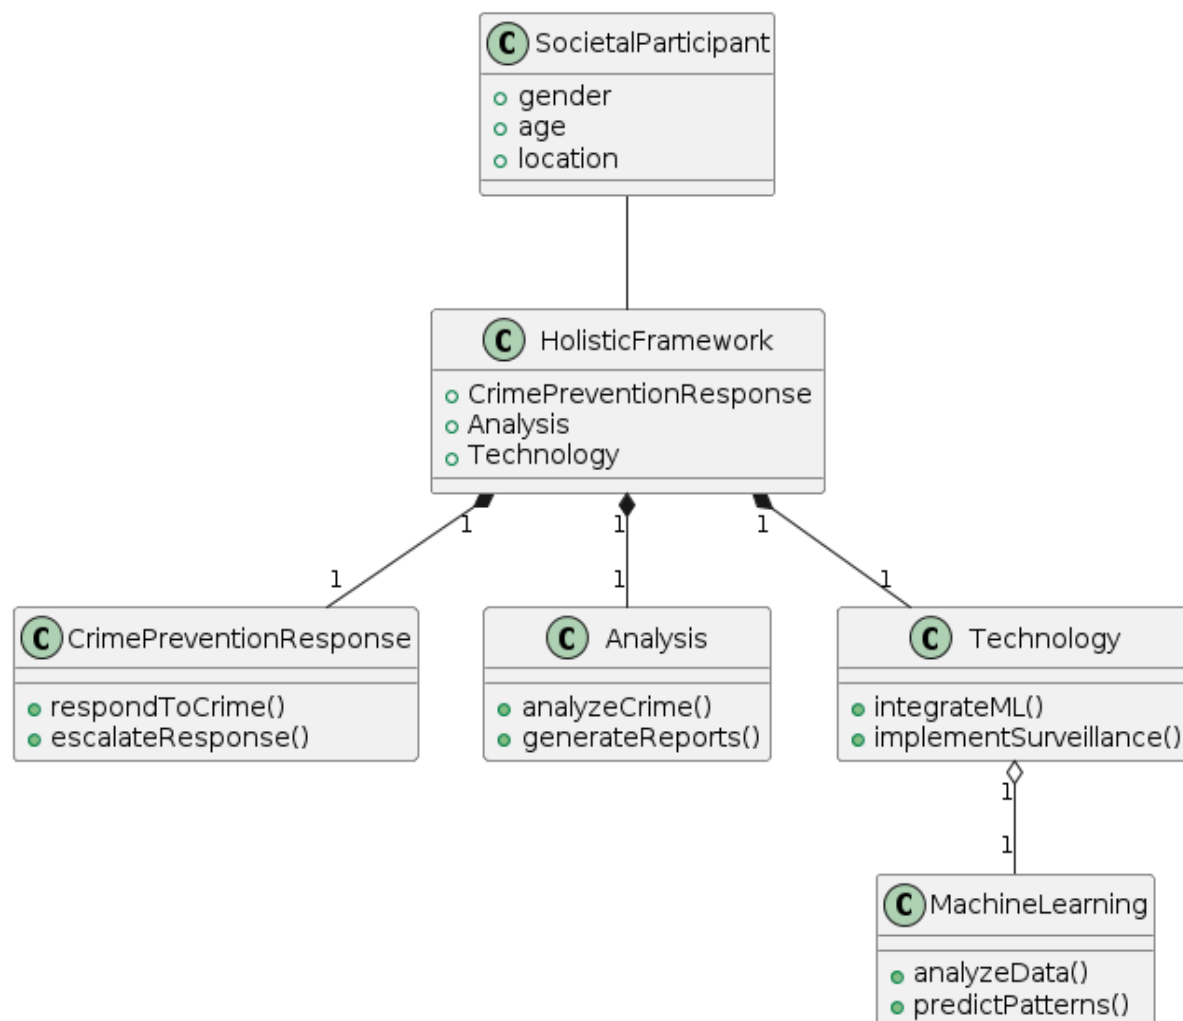 C SocietalParticipant
gender
age
location
C HolisticFramework
CrimePreventionResponse
Analysis
Technology
1 1 1
1 1 1
C CrimePreventionResponse
respondToCrime()
escalateResponse()
C Analysis
analyzeCrime()
generateReports()
C Technology
integrateML()
implementSurveillance()
1
1
C MachineLearning
analyzeData()
predictPatterns()